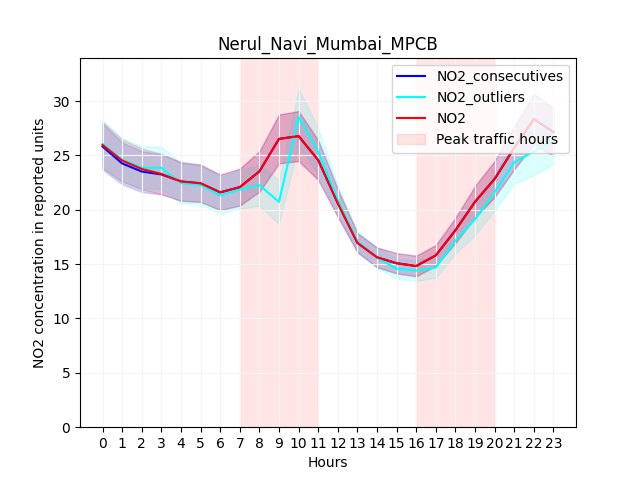 Nerul_Navi_Mumbai_MPCB
NO2_consecutives
NO2_outliers
NO2
Peak traffic hours
NO2 concentration in reported units
30
25
20
15
10
5
0
0 1 2 3 4 5 6 7 8 9 10 11 12 13 14 15 16 17 18 19 20 21 22 23
Hours